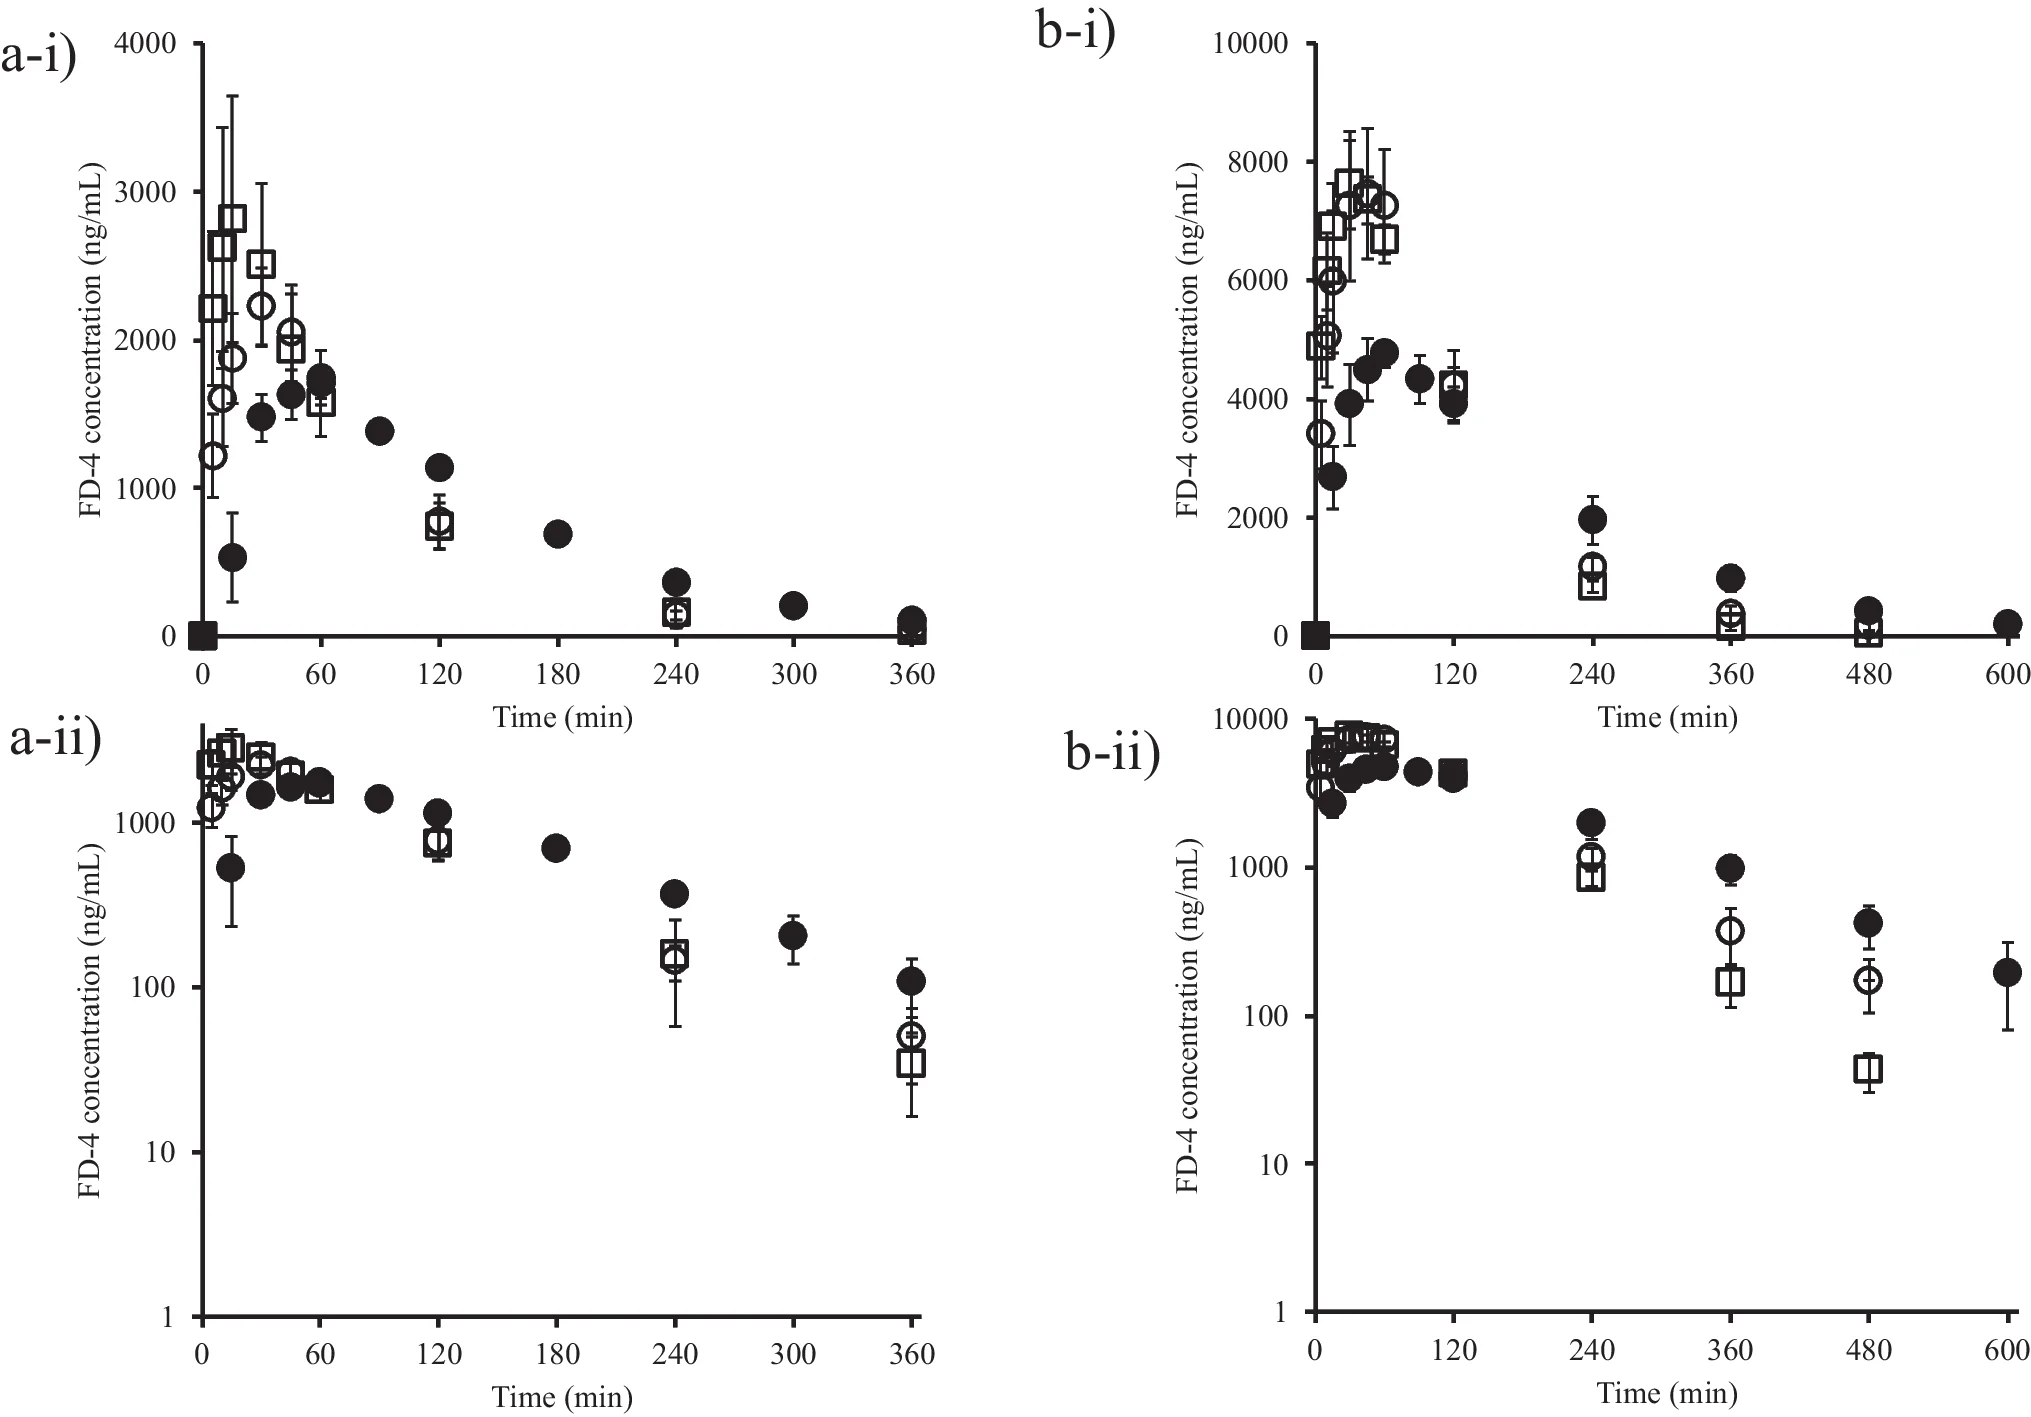 a-i)
4000
3000
2000
1000
0
FD-4 concentration (ng/mL)
0 60 120 180 240 300 360
Time (min)
b-i)
10000
8000
6000
4000
2000
0
FD-4 concentration (ng/mL)
0 120 240 360 480 600
Time (min)
a-ii)
1000
100
10
1
FD-4 concentration (ng/mL)
0 60 120 180 240 300 360
Time (min)
b-ii)
10000
1000
100
10
1
FD-4 concentration (ng/mL)
0 120 240 360 480 600
Time (min)